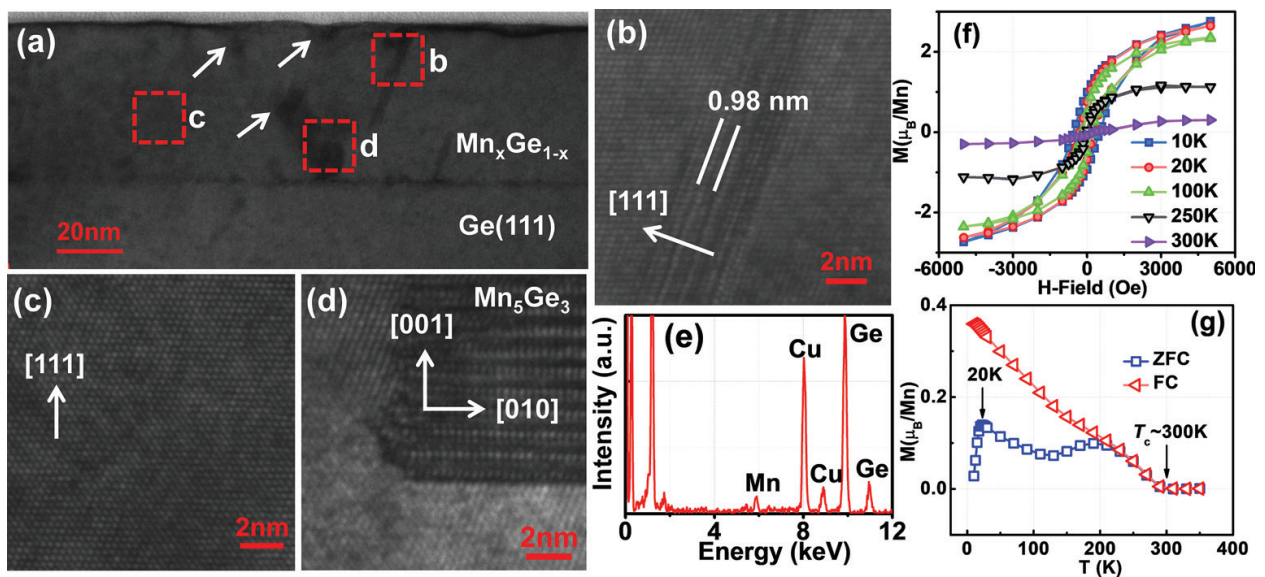 (a)
b
c
d
MnxGe1-x
20nm
Ge(111)
(b)
0.98 nm
[111]
2nm
(c)
[111]
2nm
(d)
Mn5Ge3
[001]
[010]
2nm
(e)
Intensity (a.u.)
Mn
Cu
Cu
Ge
Ge
0 4 8 12
Energy (keV)
(f)
M(μB/Mn)
2
0
-2
10K
20K
100K
250K
300K
-6000 -3000 0 3000 6000
H-Field (Oe)
(g)
M(μB/Mn)
0.4
0.2
0.0
20K
ZFC
FC
Tc~300K
0 100 200 300 400
T (K)